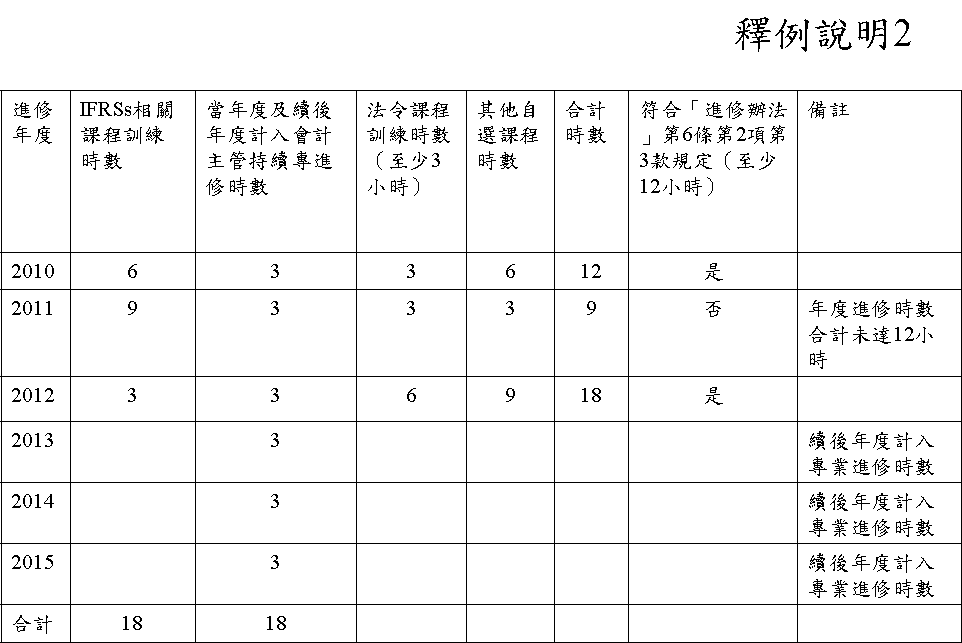 釋例說明2
進修
年度
IFRSs相關
課程訓練
時數
當年度及續後
年度計入會計
主管持續專進
修時數
法令課程
訓練時數
（至少3
小時）
其他自
選課程
時數
合計
時數
符合「進修辦法
」第6條第2項第
3款規定（至少
12小時）
備註
2010 6 3 3 6 12 是
2011 9 3 3 3 9 否 年度進修時數
合計未達12小
時
2012 3 3 6 9 18 是
2013 3 續後年度計入
專業進修時數
2014 3 續後年度計入
專業進修時數
2015 3 續後年度計入
專業進修時數
合計 18 18